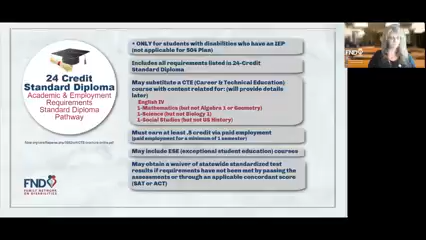 24 Credit
Standard Diploma
Academic & Employment
Requirements
Standard Diploma
Pathway
FND
FAMILY NETWORK
ON DISABILITIES
• ONLY for students with disabilities who have an IEP
(not applicable for 504 Plan)
Includes all requirements listed in 24-Credit
Standard Diploma
May substitute a CTE (Career & Technical Education)
course with content related for: (will provide details
later)
English IV
1-Mathematics (but not Algebra 1 or Geometry)
1-Science (but not Biology 1)
1-Social Studies (but not US History)
Must earn at least .5 credit via paid employment
(paid employment for a minimum of 1 semester)
May include ESE (exceptional student education) courses
May obtain a waiver of statewide standardized test
results if requirements have not been met by passing the
assessments or through an applicable concordant score
(SAT or ACT)
FND